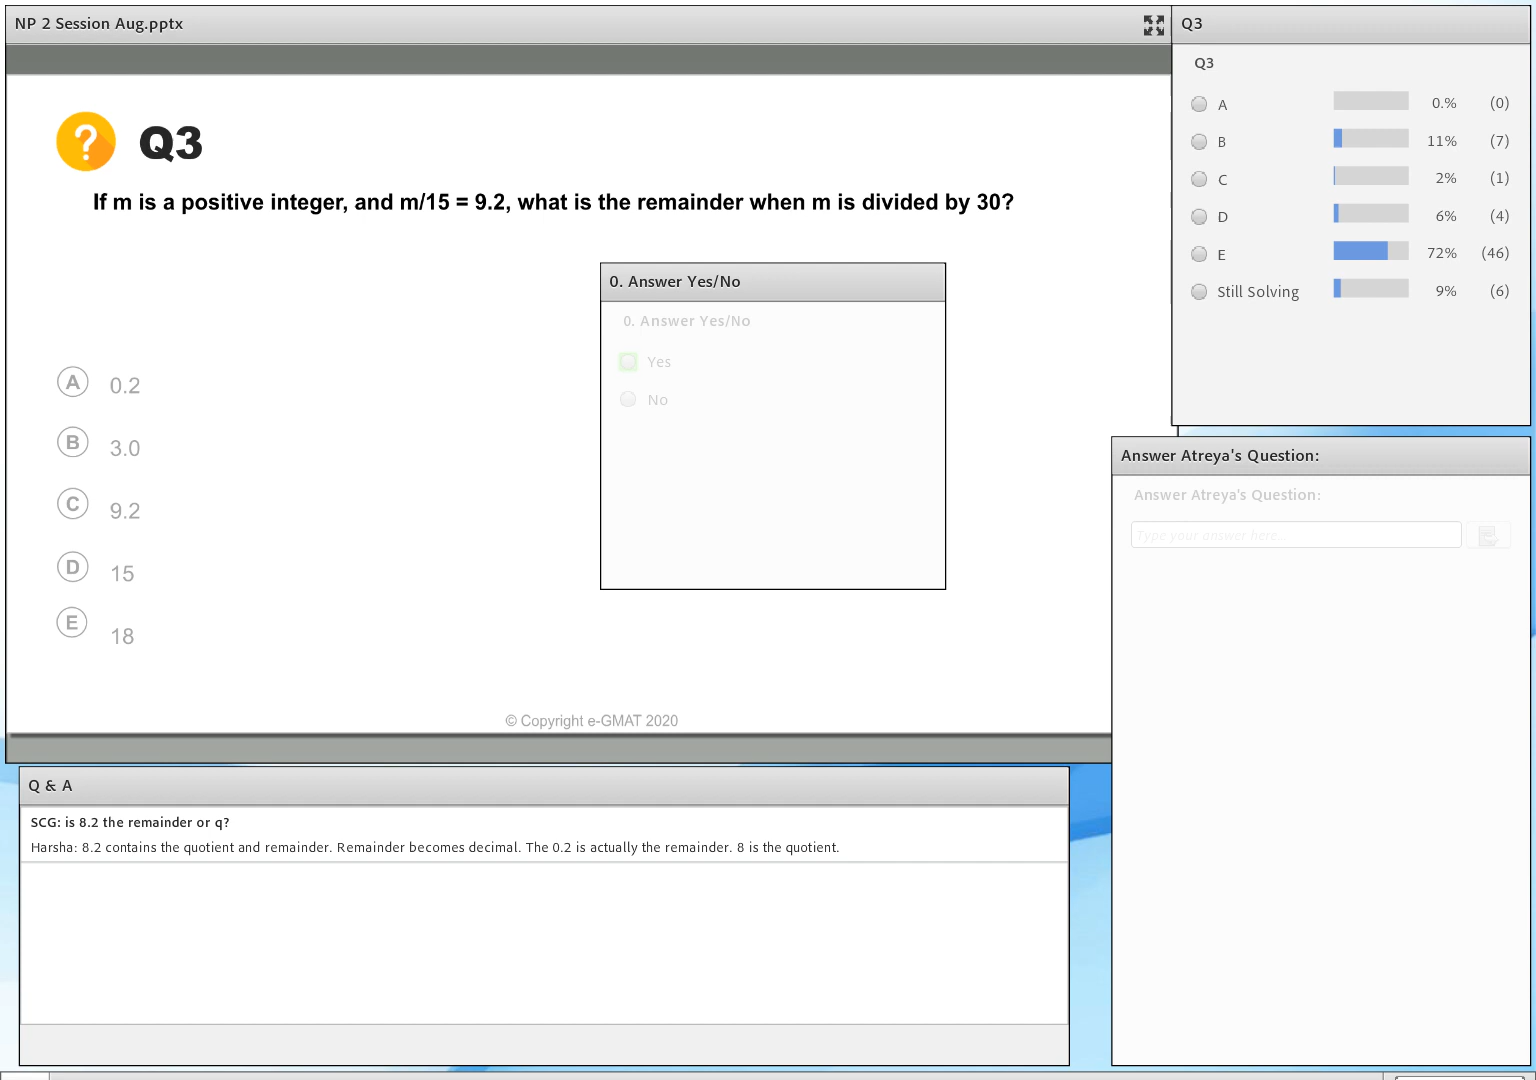 NP 2 Session Aug.pptx
Q3
If m is a positive integer, and m/15 = 9.2, what is the remainder when m is divided by 30?
0. Answer Yes/No
0. Answer Yes/No
Yes
No
A 0.2
B 3.0
C 9.2
D 15
E 18
© Copyright e-GMAT 2020
Q3
Q3
A 0.% (0)
B 11% (7)
C 2% (1)
D 6% (4)
E 72% (46)
Still Solving 9% (6)
Answer Atreya's Question:
Answer Atreya's Question:
Type your answer here...
Q & A
SCG: is 8.2 the remainder or q?
Harsha: 8.2 contains the quotient and remainder. Remainder becomes decimal. The 0.2 is actually the remainder. 8 is the quotient.